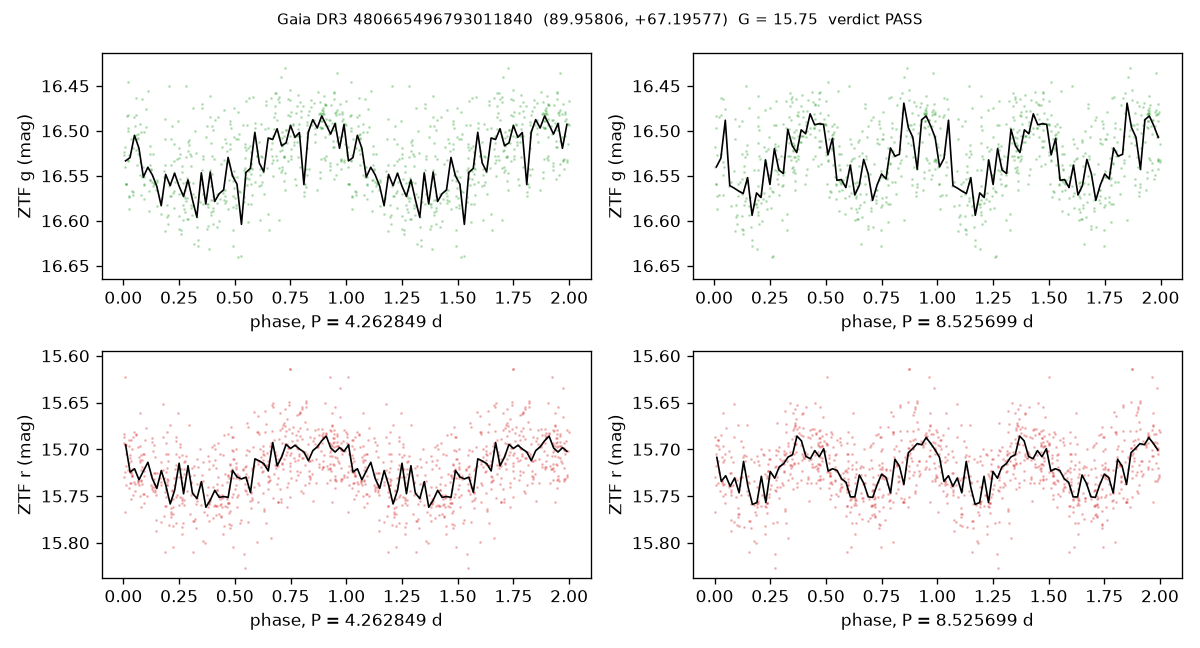 Gaia DR3 480665496793011840  (89.95806, +67.19577)  G = 15.75  verdict PASS
ZTF g (mag)
16.45
16.50
16.55
16.60
16.65
0.00 0.25 0.50 0.75 1.00 1.25 1.50 1.75 2.00
phase, P = 4.262849 d
ZTF g (mag)
16.45
16.50
16.55
16.60
16.65
0.00 0.25 0.50 0.75 1.00 1.25 1.50 1.75 2.00
phase, P = 8.525699 d
ZTF r (mag)
15.60
15.65
15.70
15.75
15.80
0.00 0.25 0.50 0.75 1.00 1.25 1.50 1.75 2.00
phase, P = 4.262849 d
ZTF r (mag)
15.60
15.65
15.70
15.75
15.80
0.00 0.25 0.50 0.75 1.00 1.25 1.50 1.75 2.00
phase, P = 8.525699 d